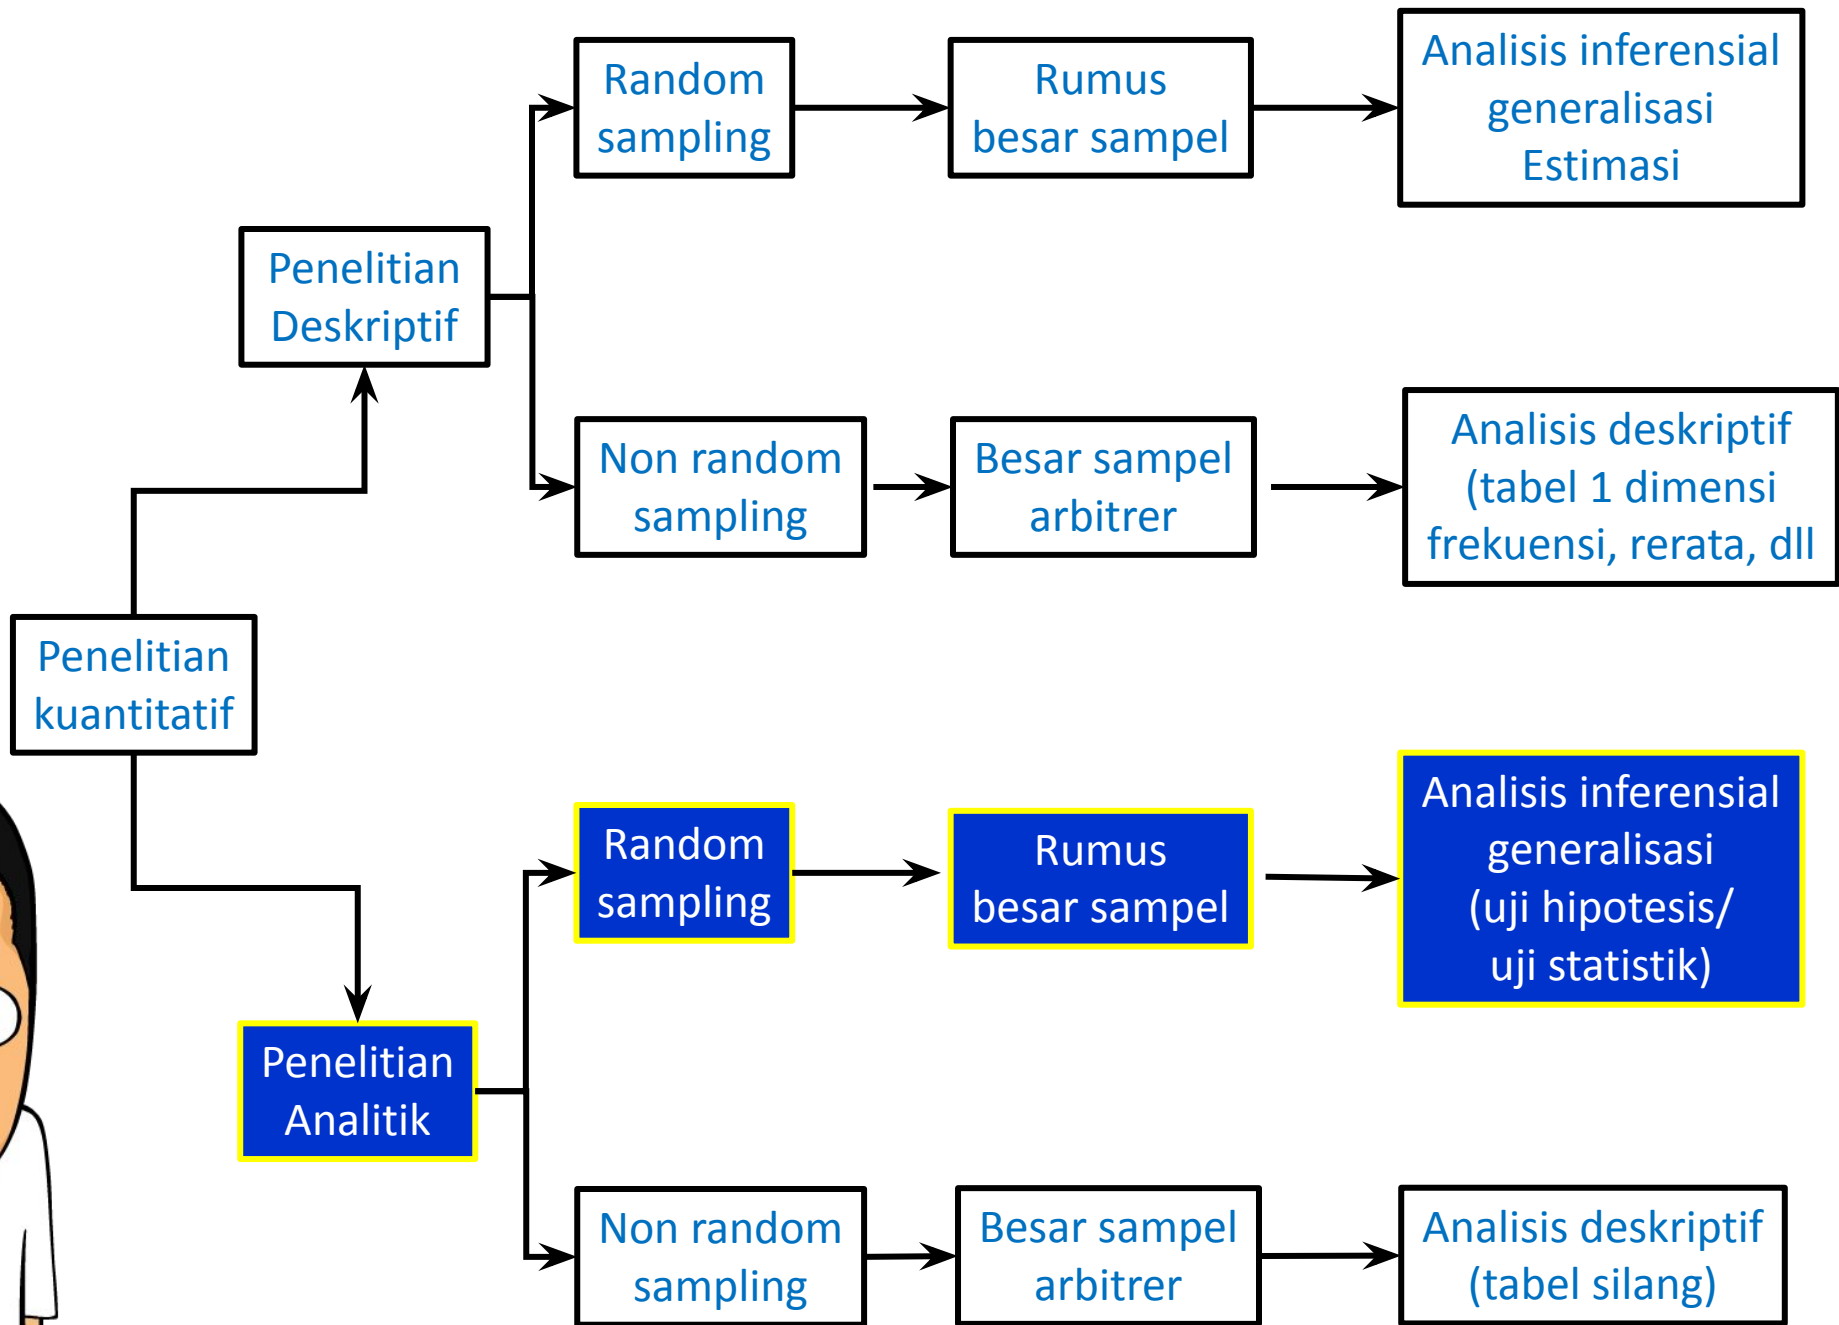 Random
sampling
Rumus
besar sampel
Analisis inferensial
generalisasi
Estimasi
Penelitian
Deskriptif
Non random
sampling
Besar sampel
arbitrer
Analisis deskriptif
(tabel 1 dimensi
frekuensi, rerata, dll
Penelitian
kuantitatif
Random
sampling
Rumus
besar sampel
Analisis inferensial
generalisasi
(uji hipotesis/
uji statistik)
Penelitian
Analitik
Non random
sampling
Besar sampel
arbitrer
Analisis deskriptif
(tabel silang)